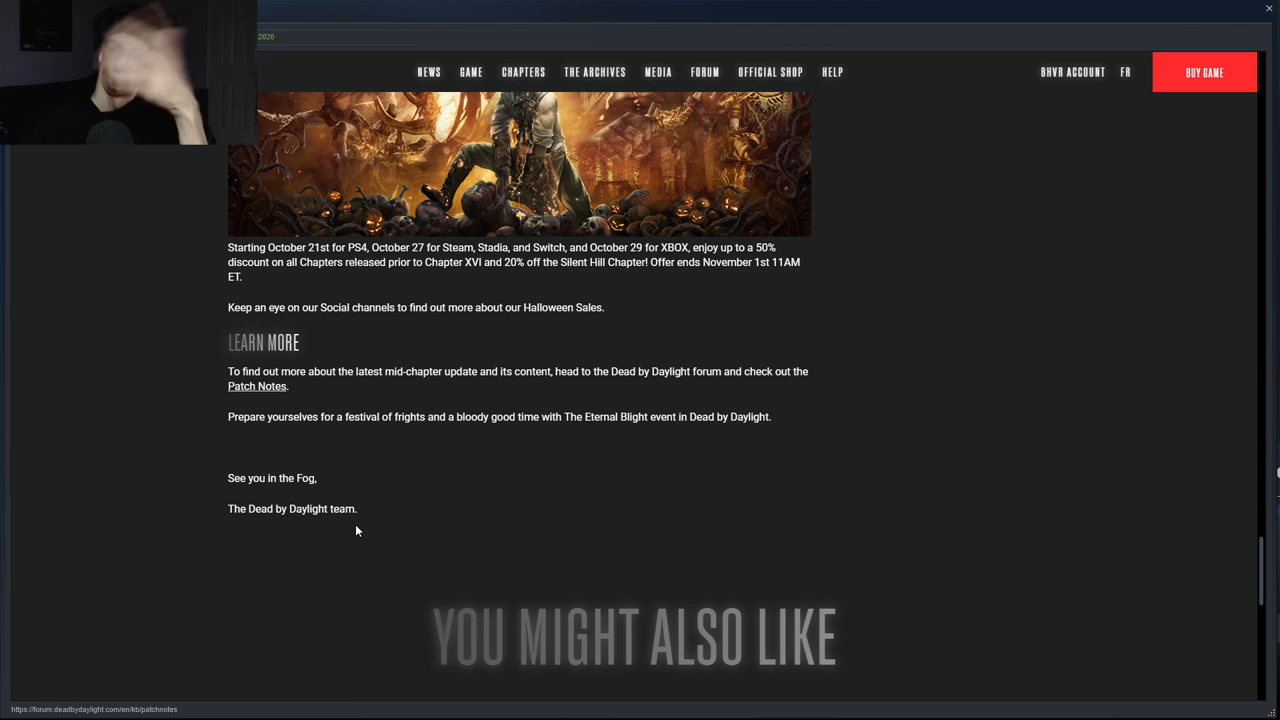 2020
NEWS GAME CHAPTERS THE ARCHIVES MEDIA FORUM OFFICIAL SHOP HELP BHVR ACCOUNT FR BUY GAME
Starting October 21st for PS4, October 27 for Steam, Stadia, and Switch, and October 29 for XBOX, enjoy up to a 50%
discount on all Chapters released prior to Chapter XVI and 20% off the Silent Hill Chapter! Offer ends November 1st 11AM
ET.
Keep an eye on our Social channels to find out more about our Halloween Sales.
LEARN MORE
To find out more about the latest mid-chapter update and its content, head to the Dead by Daylight forum and check out the
Patch Notes.
Prepare yourselves for a festival of frights and a bloody good time with The Eternal Blight event in Dead by Daylight.
See you in the Fog,
The Dead by Daylight team.
YOU MIGHT ALSO LIKE
https://forum.deadbydaylight.com/en/kb/patchnotes